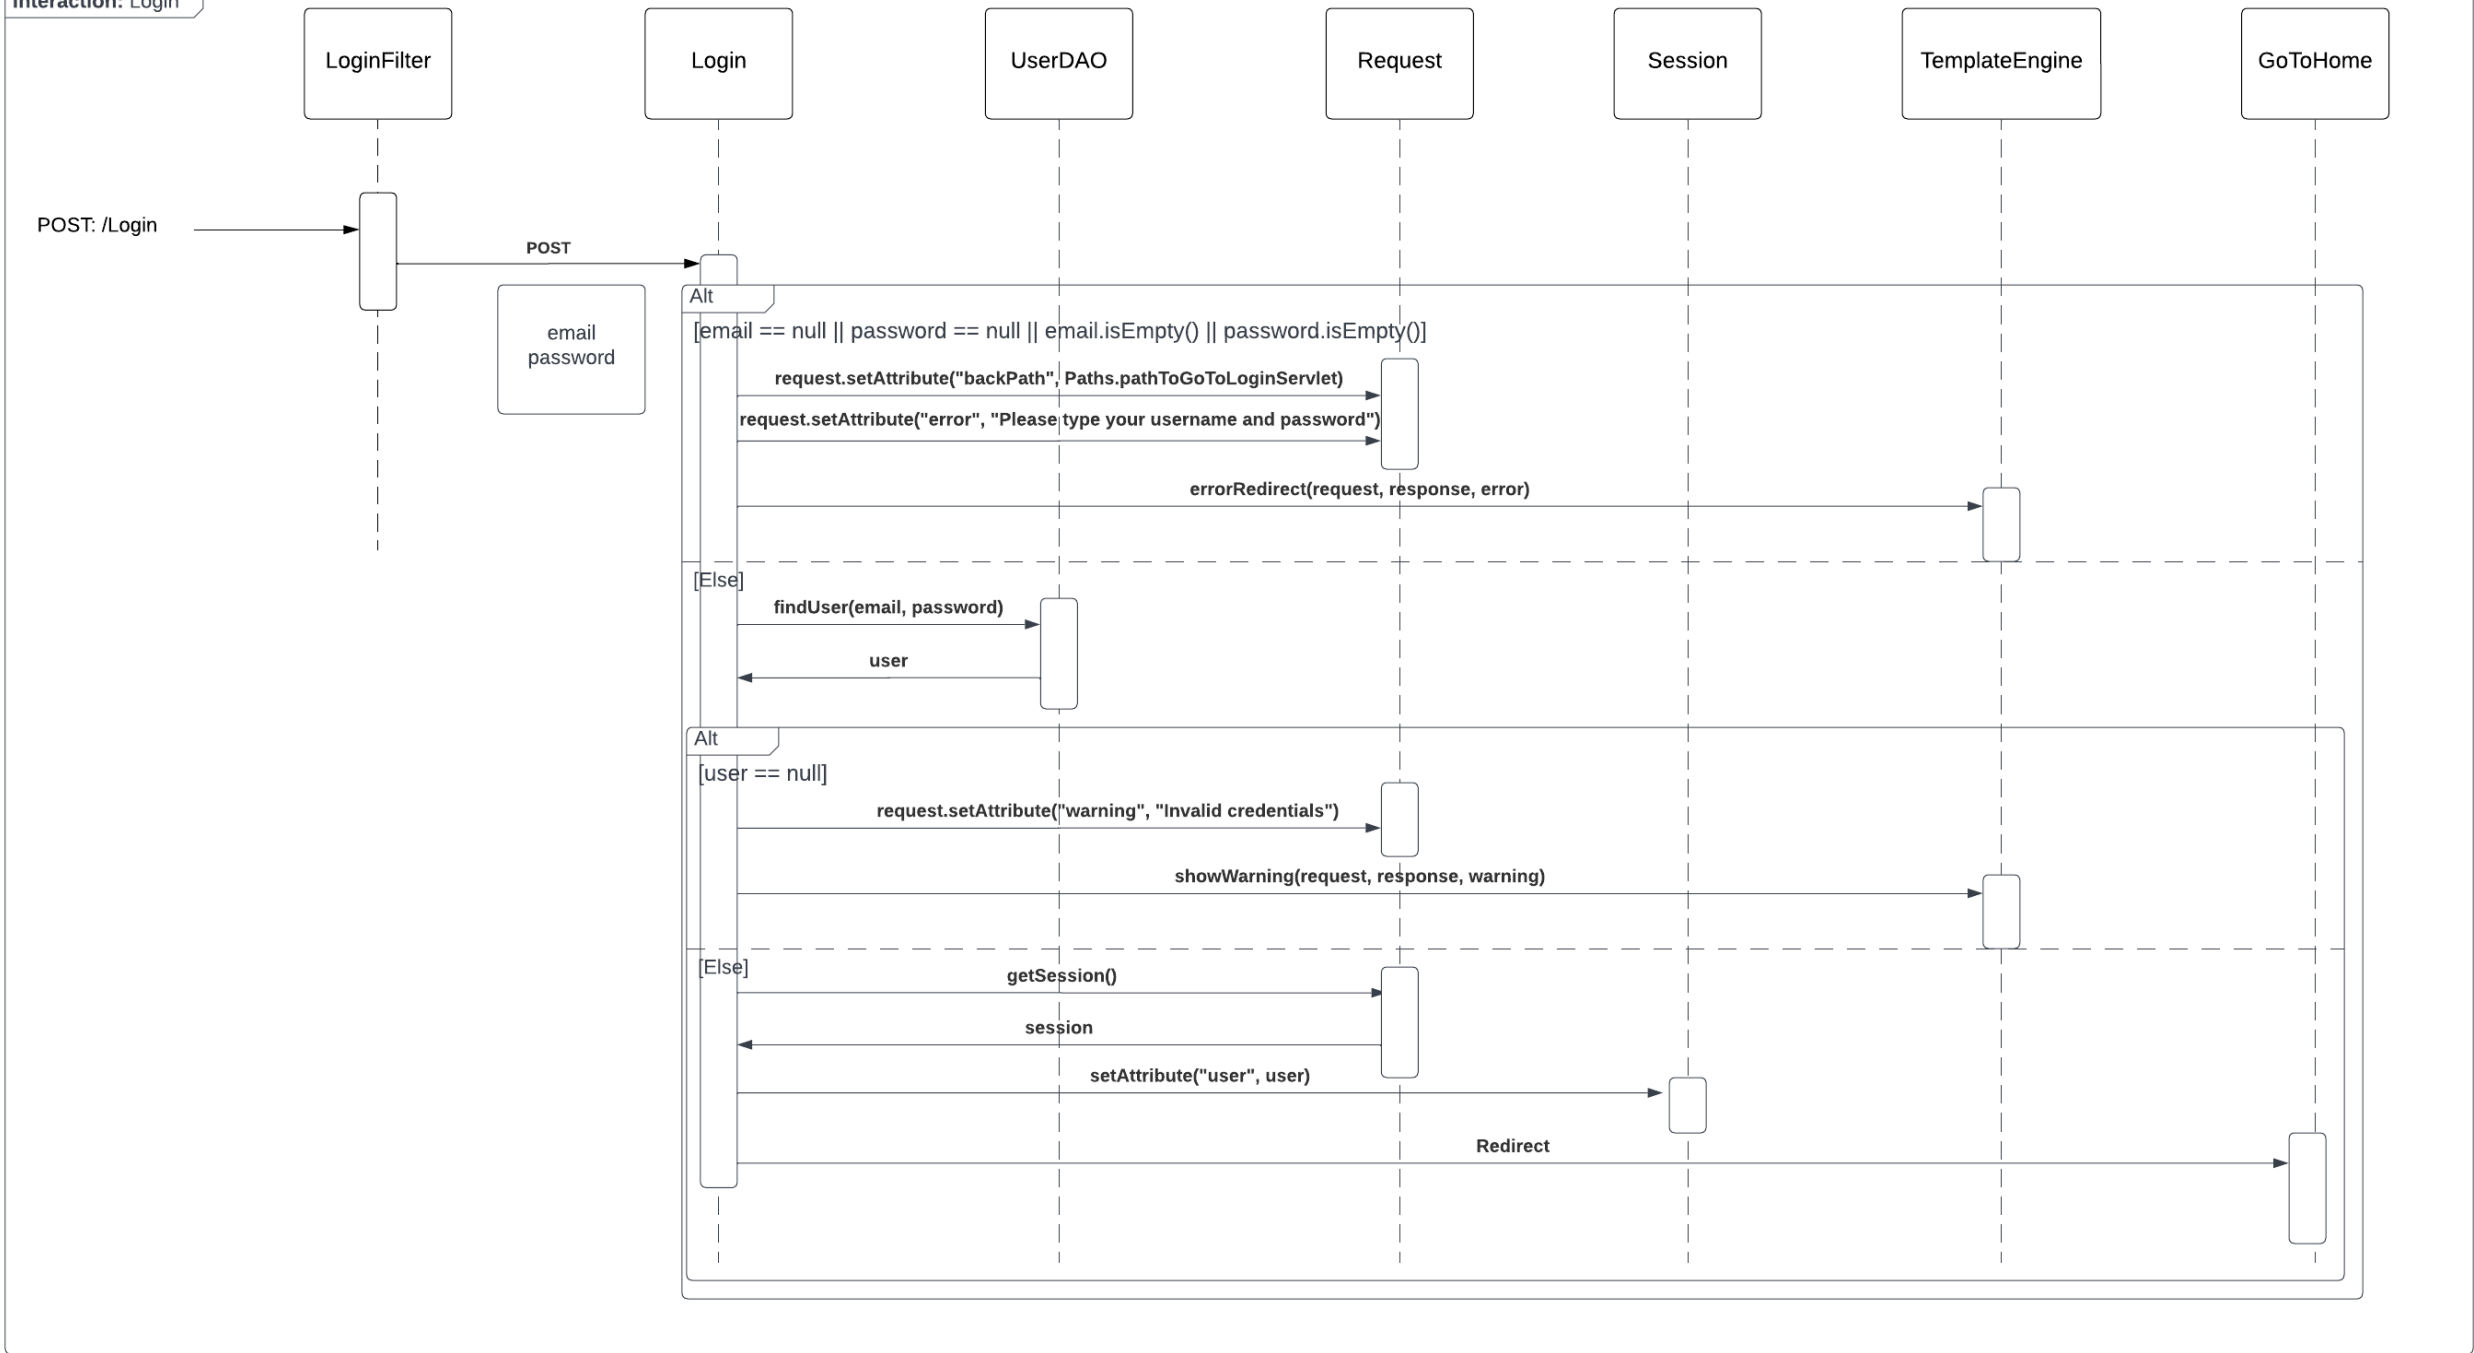 Interaction: Login
LoginFilter
Login
UserDAO
Request
Session
TemplateEngine
GoToHome
POST: /Login
POST
email
password
Alt
[email == null || password == null || email.isEmpty() || password.isEmpty()]
request.setAttribute("backPath", Paths.pathToGoToLoginServlet)
request.setAttribute("error", "Please type your username and password")
errorRedirect(request, response, error)
[Else]
findUser(email, password)
user
Alt
[user == null]
request.setAttribute("warning", "Invalid credentials")
showWarning(request, response, warning)
[Else]
getSession()
session
setAttribute("user", user)
Redirect